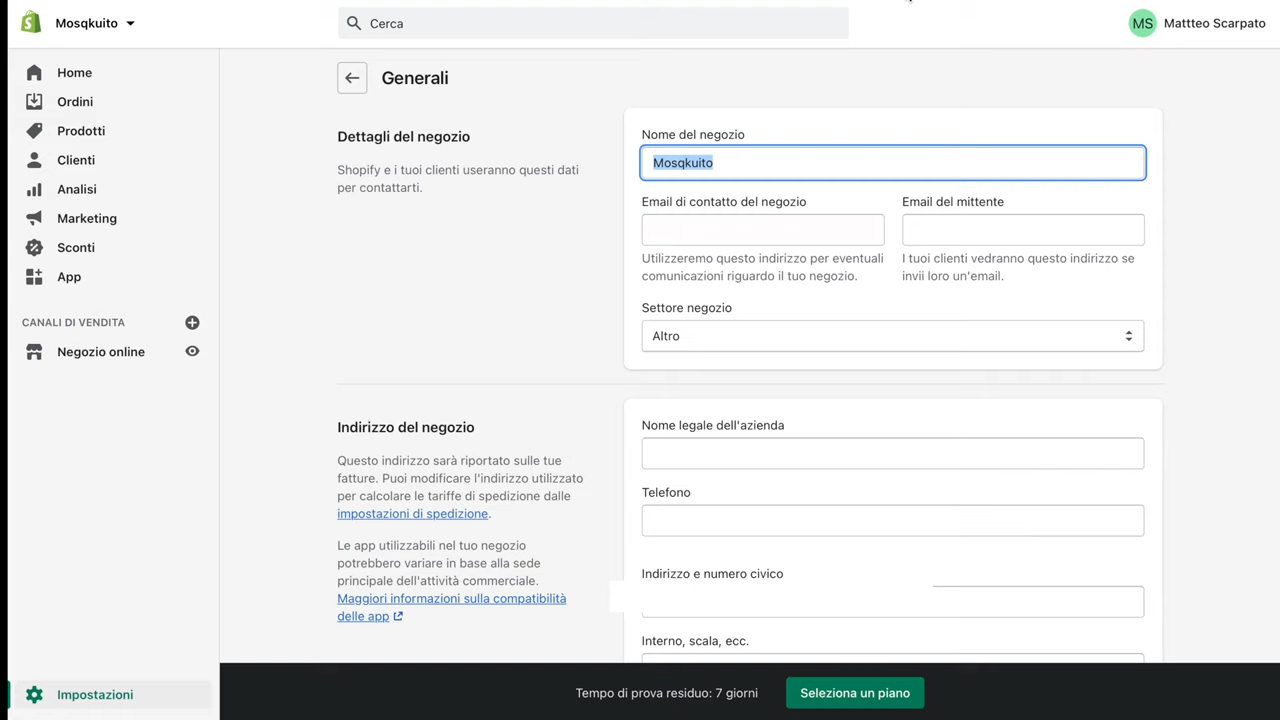 Mosqkuito
Cerca
MS
Mattteo Scarpato
Home
Ordini
Prodotti
Clienti
Analisi
Marketing
Sconti
App
CANALI DI VENDITA
Negozio online
Impostazioni
Generali
Dettagli del negozio
Shopify e i tuoi clienti useranno questi dati
per contattarti.
Nome del negozio
Mosqkuito
Email di contatto del negozio
Email del mittente
Utilizzeremo questo indirizzo per eventuali
comunicazioni riguardo il tuo negozio.
I tuoi clienti vedranno questo indirizzo se
invii loro un'email.
Settore negozio
Altro
Indirizzo del negozio
Questo indirizzo sarà riportato sulle tue
fatture. Puoi modificare l'indirizzo utilizzato
per calcolare le tariffe di spedizione dalle
impostazioni di spedizione.
Le app utilizzabili nel tuo negozio
potrebbero variare in base alla sede
principale dell'attività commerciale.
Maggiori informazioni sulla compatibilità
delle app
Nome legale dell'azienda
Telefono
Indirizzo e numero civico
Interno, scala, ecc.
Tempo di prova residuo: 7 giorni
Seleziona un piano